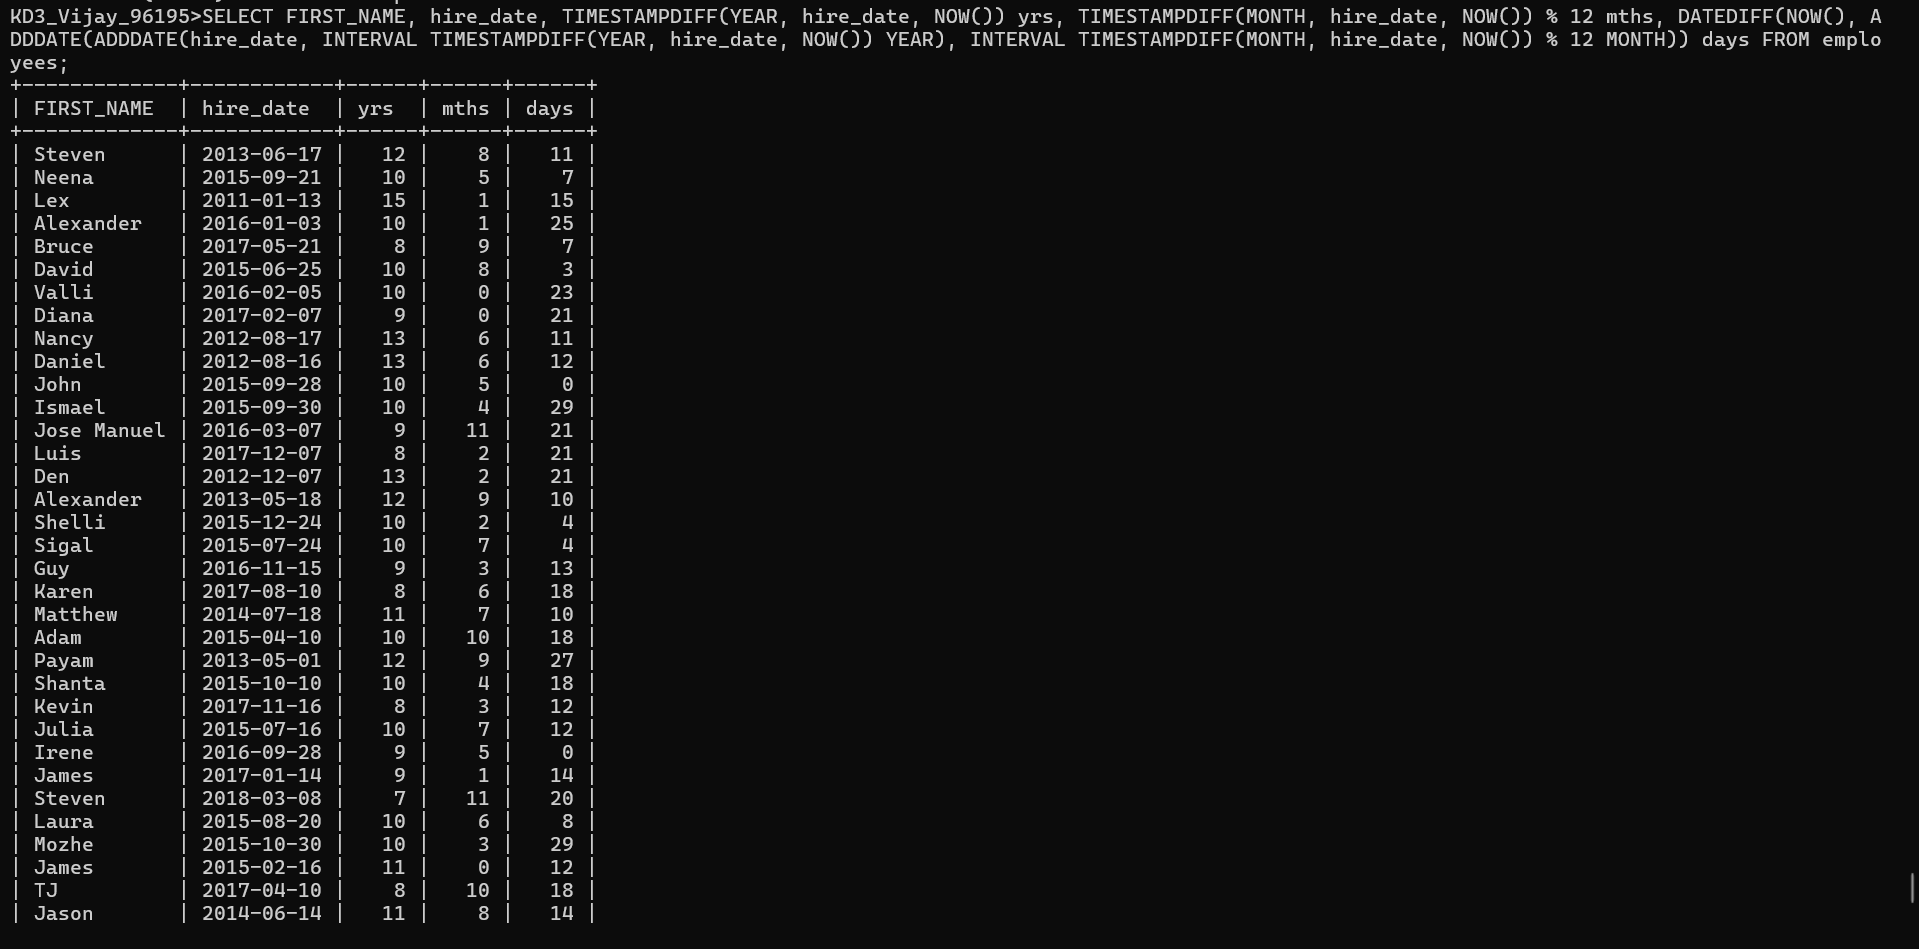 KD3_Vijay_96195>SELECT FIRST_NAME, hire_date, TIMESTAMPDIFF(YEAR, hire_date, NOW()) yrs, TIMESTAMPDIFF(MONTH, hire_date, NOW()) % 12 mths, DATEDIFF(NOW(), A
DDDATE(ADDDATE(hire_date, INTERVAL TIMESTAMPDIFF(YEAR, hire_date, NOW()) YEAR), INTERVAL TIMESTAMPDIFF(MONTH, hire_date, NOW()) % 12 MONTH)) days FROM emplo
yees;
+-------------+------------+------+------+------+
| FIRST_NAME  | hire_date  | yrs  | mths | days |
+-------------+------------+------+------+------+
| Steven      | 2013-06-17 |   12 |    8 |   11 |
| Neena       | 2015-09-21 |   10 |    5 |    7 |
| Lex         | 2011-01-13 |   15 |    1 |   15 |
| Alexander   | 2016-01-03 |   10 |    1 |   25 |
| Bruce       | 2017-05-21 |    8 |    9 |    7 |
| David       | 2015-06-25 |   10 |    8 |    3 |
| Valli       | 2016-02-05 |   10 |    0 |   23 |
| Diana       | 2017-02-07 |    9 |    0 |   21 |
| Nancy       | 2012-08-17 |   13 |    6 |   11 |
| Daniel      | 2012-08-16 |   13 |    6 |   12 |
| John        | 2015-09-28 |   10 |    5 |    0 |
| Ismael      | 2015-09-30 |   10 |    4 |   29 |
| Jose Manuel | 2016-03-07 |    9 |   11 |   21 |
| Luis        | 2017-12-07 |    8 |    2 |   21 |
| Den         | 2012-12-07 |   13 |    2 |   21 |
| Alexander   | 2013-05-18 |   12 |    9 |   10 |
| Shelli      | 2015-12-24 |   10 |    2 |    4 |
| Sigal       | 2015-07-24 |   10 |    7 |    4 |
| Guy         | 2016-11-15 |    9 |    3 |   13 |
| Karen       | 2017-08-10 |    8 |    6 |   18 |
| Matthew     | 2014-07-18 |   11 |    7 |   10 |
| Adam        | 2015-04-10 |   10 |   10 |   18 |
| Payam       | 2013-05-01 |   12 |    9 |   27 |
| Shanta      | 2015-10-10 |   10 |    4 |   18 |
| Kevin       | 2017-11-16 |    8 |    3 |   12 |
| Julia       | 2015-07-16 |   10 |    7 |   12 |
| Irene       | 2016-09-28 |    9 |    5 |    0 |
| James       | 2017-01-14 |    9 |    1 |   14 |
| Steven      | 2018-03-08 |    7 |   11 |   20 |
| Laura       | 2015-08-20 |   10 |    6 |    8 |
| Mozhe       | 2015-10-30 |   10 |    3 |   29 |
| James       | 2015-02-16 |   11 |    0 |   12 |
| TJ          | 2017-04-10 |    8 |   10 |   18 |
| Jason       | 2014-06-14 |   11 |    8 |   14 |